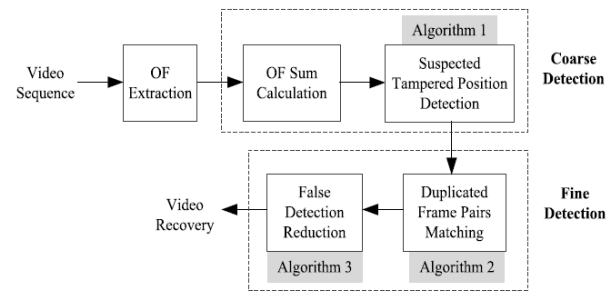 Algorithm 1
Video
Sequence
OF
Extraction
OF Sum
Calculation
Suspected
Tampered Position
Detection
Coarse
Detection
Video
Recovery
False
Detection
Reduction
Duplicated
Frame Pairs
Matching
Fine
Detection
Algorithm 3
Algorithm 2